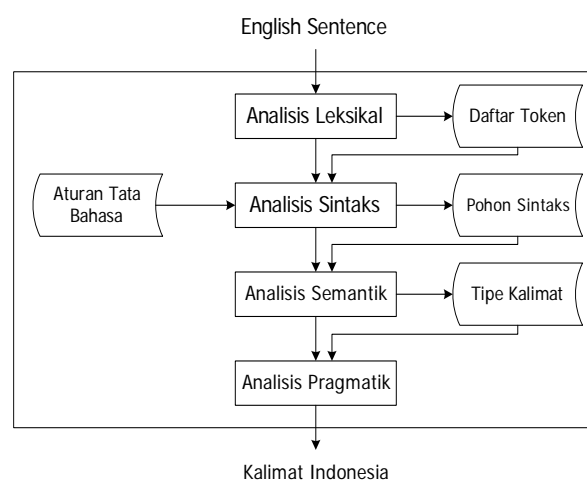 English Sentence
Analisis Leksikal
Daftar Token
Aturan Tata
Bahasa
Analisis Sintaks
Pohon Sintaks
Analisis Semantik
Tipe Kalimat
Analisis Pragmatik
Kalimat Indonesia